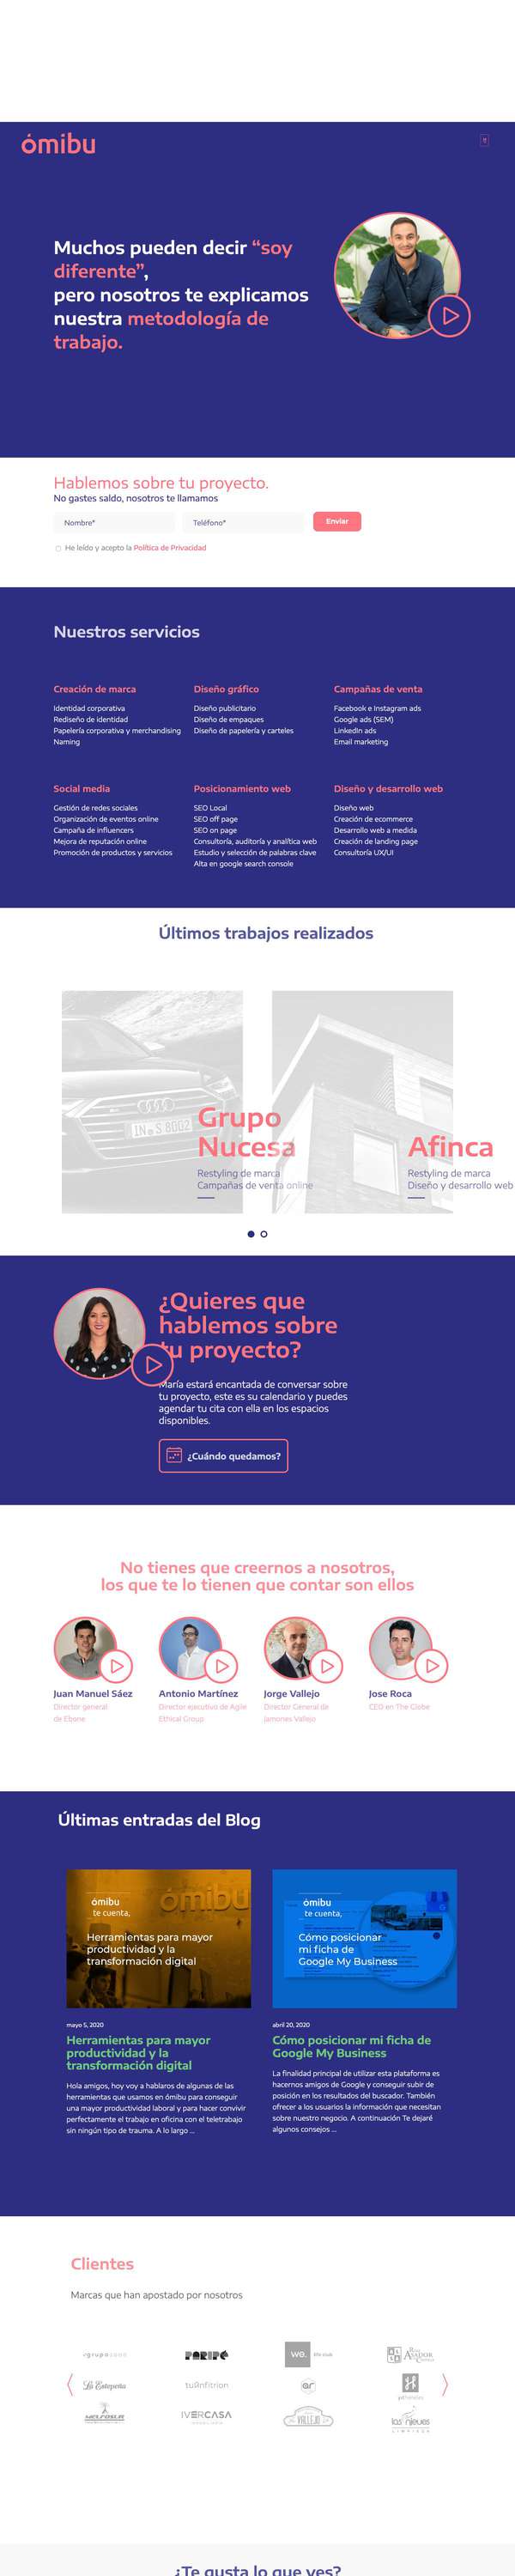 ómibu
Muchos pueden decir “soy
diferente”,
pero nosotros te explicamos
nuestra metodología de
trabajo.
Hablemos sobre tu proyecto.
No gastes saldo, nosotros te llamamos
Nombre*
Teléfono*
Enviar
He leído y acepto la Política de Privacidad
Nuestros servicios
Creación de marca
Identidad corporativa
Rediseño de identidad
Papelería corporativa y merchandising
Naming
Diseño gráfico
Diseño publicitario
Diseño de empaques
Diseño de papelería y carteles
Campañas de venta
Facebook e Instagram ads
Google ads (SEM)
LinkedIn ads
Email marketing
Social media
Gestión de redes sociales
Organización de eventos online
Campaña de influencers
Mejora de reputación online
Promoción de productos y servicios
Posicionamiento web
SEO Local
SEO off page
SEO on page
Consultoría, auditoría y analítica web
Estudio y selección de palabras clave
Alta en google search console
Diseño y desarrollo web
Diseño web
Creación de ecommerce
Desarrollo web a medida
Creación de landing page
Consultoría UX/UI
Últimos trabajos realizados
IN S 8002
Grupo
Nucesa
Restyling de marca
Campañas de venta online
Afinca
Restyling de marca
Diseño y desarrollo web
¿Quieres que
hablemos sobre
tu proyecto?
María estará encantada de conversar sobre
tu proyecto, este es su calendario y puedes
agendar tu cita con ella en los espacios
disponibles.
¿Cuándo quedamos?
No tienes que creernos a nosotros,
los que te lo tienen que contar son ellos
Juan Manuel Sáez
Director general
de Ebone
Antonio Martínez
Director ejecutivo de Agile
Ethical Group
Jorge Vallejo
Director General de
Jamones Vallejo
Jose Roca
CEO en The Globe
Últimas entradas del Blog
ómibu
ómibu
te cuenta,
Herramientas para mayor
productividad y la
transformación digital
mayo 5, 2020
Herramientas para mayor
productividad y la
transformación digital
Hola amigos, hoy voy a hablaros de algunas de las
herramientas que usamos en ómibu para conseguir
una mayor productividad laboral y para hacer convivir
perfectamente el trabajo en oficina con el teletrabajo
sin ningún tipo de trauma. A lo largo ...
ómibu
te cuenta,
Cómo posicionar
mi ficha de
Google My Business
abril 20, 2020
Cómo posicionar mi ficha de
Google My Business
La finalidad principal de utilizar esta plataforma es
hacernos amigos de Google y conseguir subir de
posición en los resultados del buscador. También
ofrecer a los usuarios la información que necesitan
sobre nuestro negocio. A continuación Te dejaré
algunos consejos ...
Clientes
Marcas que han apostado por nosotros
PARIPÉ
we.
ASADOR
La Estepeña
tuanfitrion
ar
MELFOSUR
IVERCASA
VALLEJO
las nieves
LIMPIEZA
¿Te gusta lo que ves?